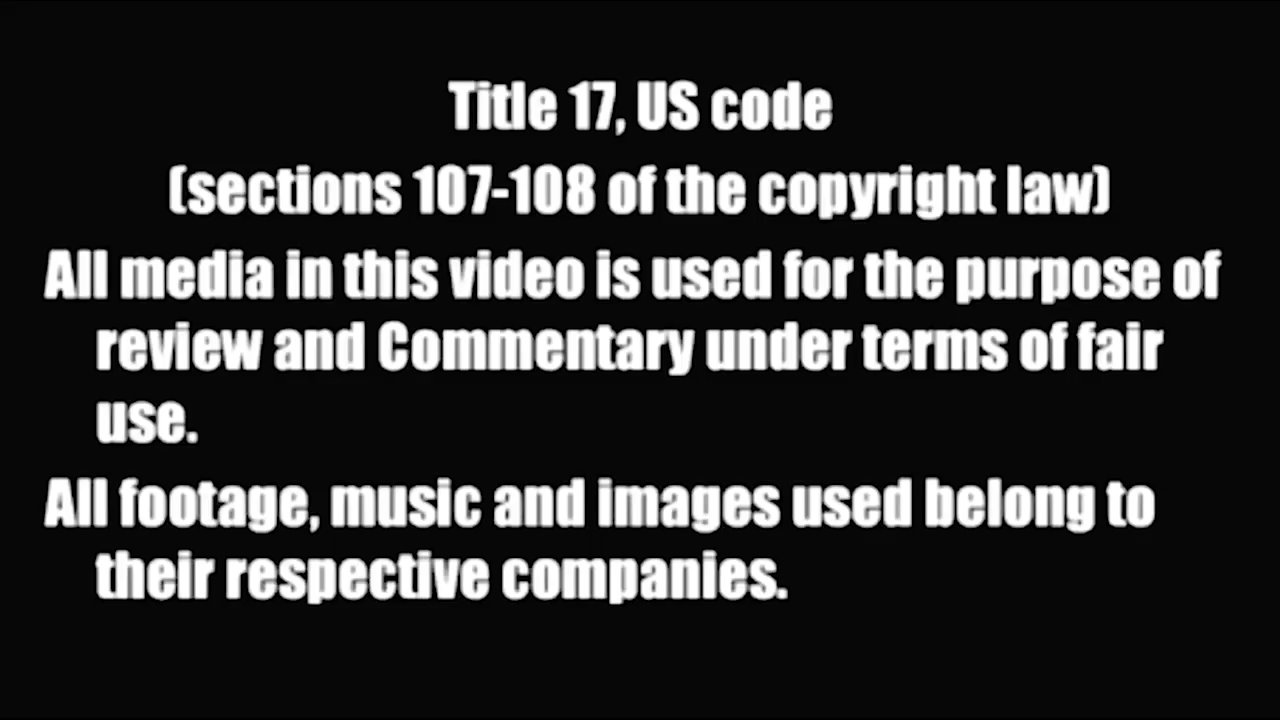 Title 17, US code
(sections 107-108 of the copyright law)
All media in this video is used for the purpose of
review and Commentary under terms of fair
use.
All footage, music and images used belong to
their respective companies.